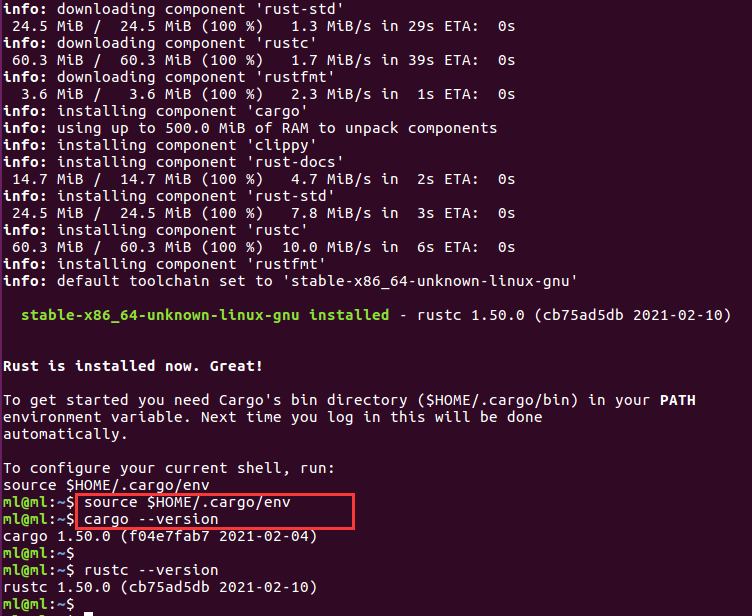 info: downloading component 'rust-std'
 24.5 MiB /  24.5 MiB (100 %)   1.3 MiB/s in 29s ETA:  0s
info: downloading component 'rustc'
 60.3 MiB /  60.3 MiB (100 %)   1.7 MiB/s in 39s ETA:  0s
info: downloading component 'rustfmt'
  3.6 MiB /   3.6 MiB (100 %)   2.3 MiB/s in  1s ETA:  0s
info: installing component 'cargo'
info: using up to 500.0 MiB of RAM to unpack components
info: installing component 'clippy'
info: installing component 'rust-docs'
 14.7 MiB /  14.7 MiB (100 %)   4.7 MiB/s in  2s ETA:  0s
info: installing component 'rust-std'
 24.5 MiB /  24.5 MiB (100 %)   7.8 MiB/s in  3s ETA:  0s
info: installing component 'rustc'
 60.3 MiB /  60.3 MiB (100 %)  10.0 MiB/s in  6s ETA:  0s
info: installing component 'rustfmt'
info: default toolchain set to 'stable-x86_64-unknown-linux-gnu'
  stable-x86_64-unknown-linux-gnu installed - rustc 1.50.0 (cb75ad5db 2021-02-10)
Rust is installed now. Great!
To get started you need Cargo's bin directory ($HOME/.cargo/bin) in your PATH
environment variable. Next time you log in this will be done
automatically.
To configure your current shell, run:
source $HOME/.cargo/env
ml@ml:~$ source $HOME/.cargo/env
ml@ml:~$ cargo --version
cargo 1.50.0 (f04e7fab7 2021-02-04)
ml@ml:~$
ml@ml:~$ rustc --version
rustc 1.50.0 (cb75ad5db 2021-02-10)
ml@ml:~$